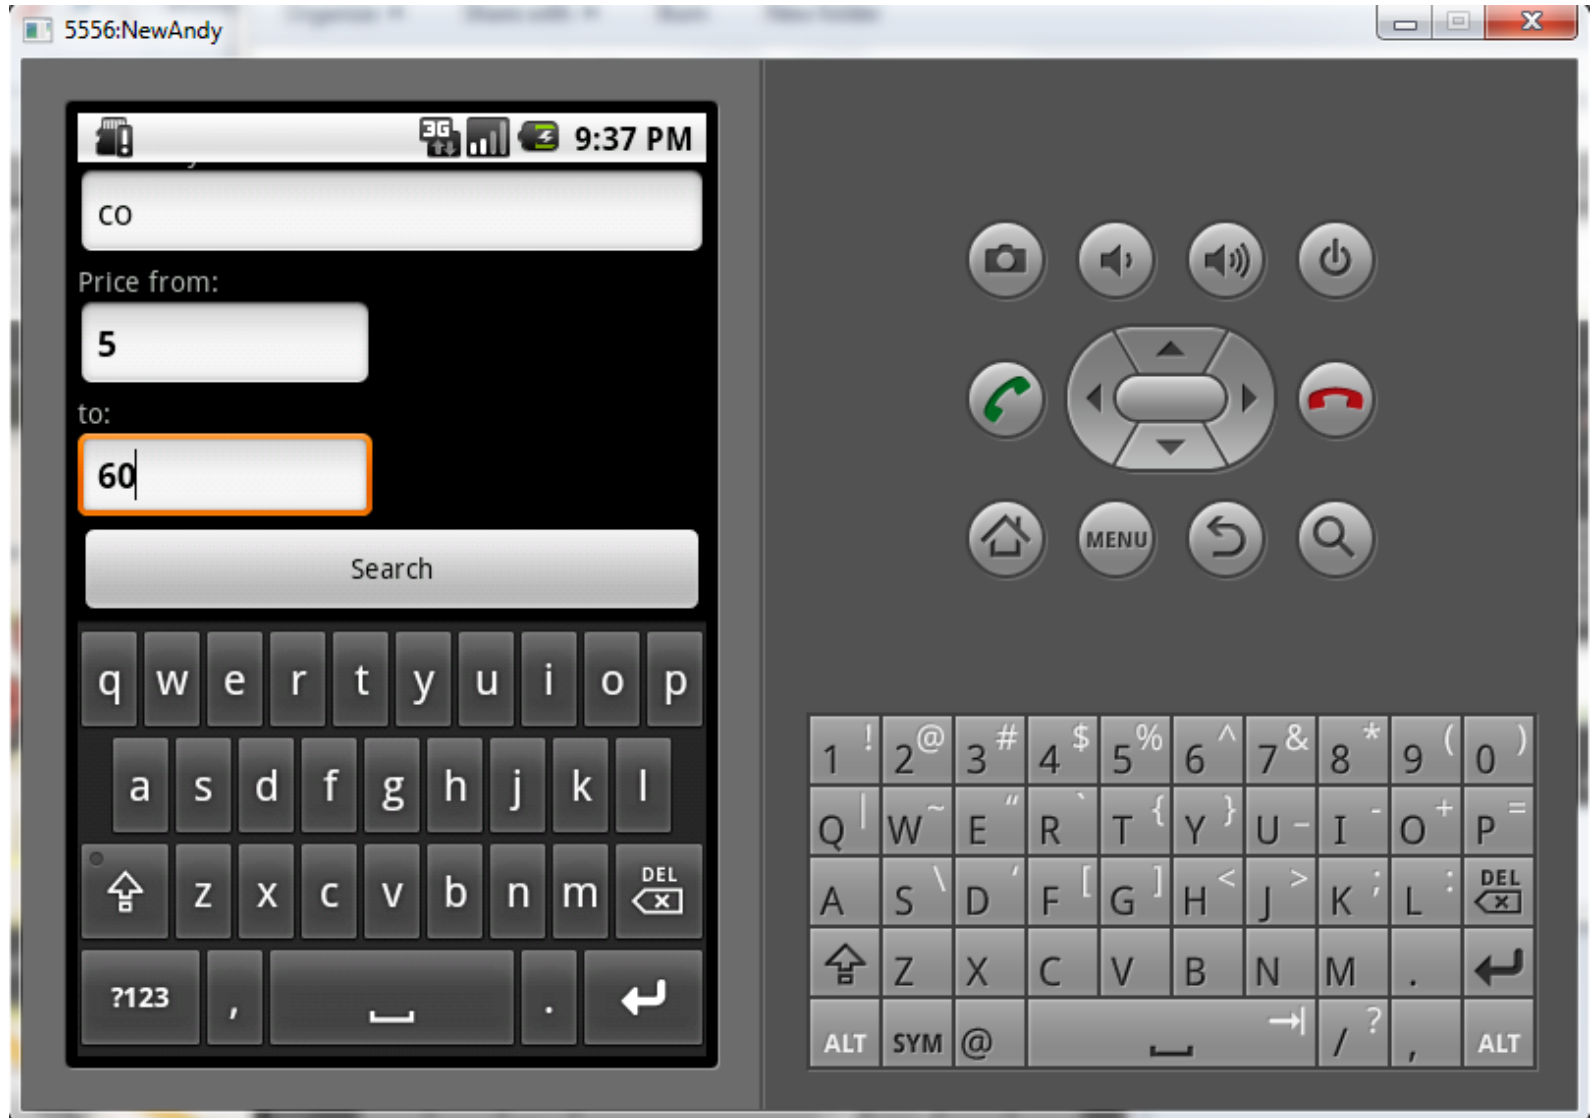 5556:NewAndy
3G 9:37 PM
co
Price from:
5
to:
60
Search
q w e r t y u i o p
a s d f g h j k l
z x c v b n m DEL
?123 , .
MENU
1 ! 2 @ 3 # 4 $ 5 % 6 ^ 7 & 8 * 9 ( 0 )
Q | W ~ E " R ` T { Y } U _ I - O + P =
A S \ D ' F [ G ] H < J > K ; L : DEL
Z X C V B N M .
ALT SYM @ / ? , ALT